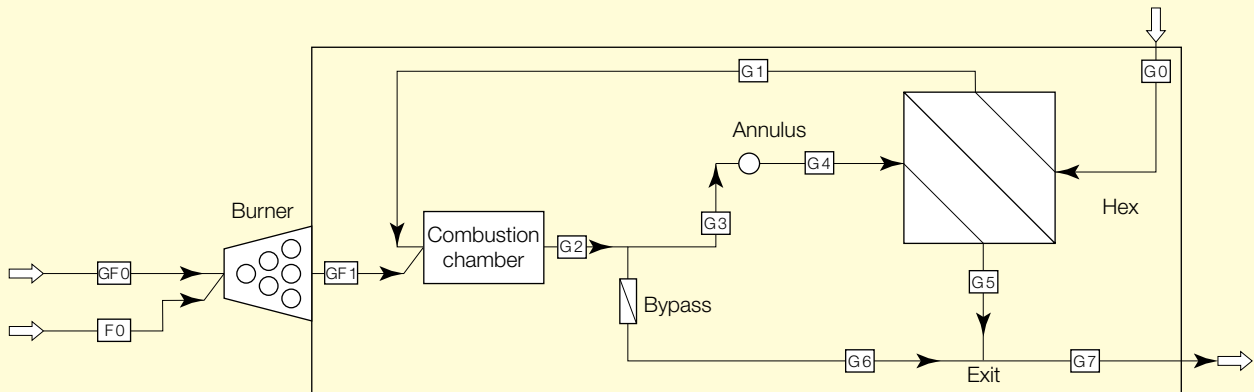 G1
G0
Annulus
G4
Burner
Hex
G3
Combustion
chamber
G2
GF0
GF1
G5
Bypass
F0
G6
G7
Exit